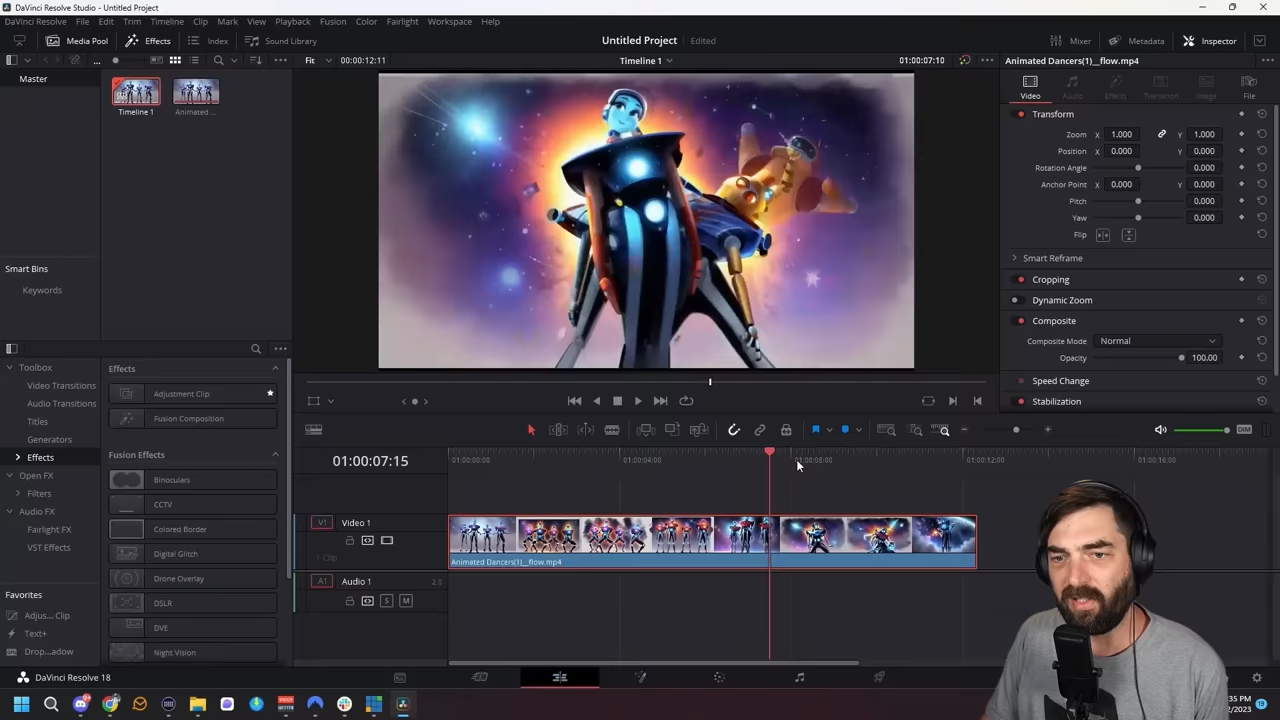 DaVinci Resolve Studio - Untitled Project
DaVinci Resolve File Edit Trim Timeline Clip Mark View Playback Fusion Color Fairlight Workspace Help
Media Pool Effects Index Sound Library Untitled Project Edited Mixer Metadata Inspector
Fit 00:00:12:11 Timeline 1 01:00:07:10 Animated Dancers(1)__flow.mp4
Master
Timeline 1 Animated ...
Video Audio Effects Transition Image File
Transform
Zoom X 1.000 Y 1.000
Position X 0.000 Y 0.000
Rotation Angle 0.000
Anchor Point X 0.000 Y 0.000
Pitch 0.000
Yaw 0.000
Flip
Smart Reframe
Cropping
Dynamic Zoom
Composite
Composite Mode Normal
Opacity 100.00
Speed Change
Stabilization
Smart Bins
Keywords
Toolbox
Video Transitions
Audio Transitions
Titles
Generators
Effects
Open FX
Filters
Audio FX
Fairlight FX
VST Effects
Favorites
Adjus... Clip
Text+
Drop...adow
Effects
Adjustment Clip
Fusion Composition
Fusion Effects
Binoculars
CCTV
Colored Border
Digital Glitch
Drone Overlay
DSLR
DVE
Night Vision
DIM
01:00:07:15 01:00:00:00 01:00:04:00 01:00:08:00 01:00:12:00 01:00:16:00
V1 Video 1
1 Clip
Animated Dancers(1)__flow.mp4
A1 Audio 1 2.0
S M
DaVinci Resolve 18